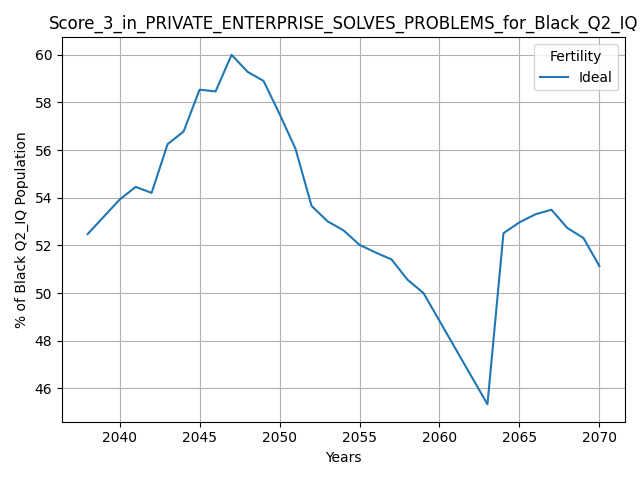 Score_3_in_PRIVATE_ENTERPRISE_SOLVES_PROBLEMS_for_Black_Q2_IQ
Fertility
Ideal
% of Black Q2_IQ Population
60
58
56
54
52
50
48
46
2040 2045 2050 2055 2060 2065 2070
Years